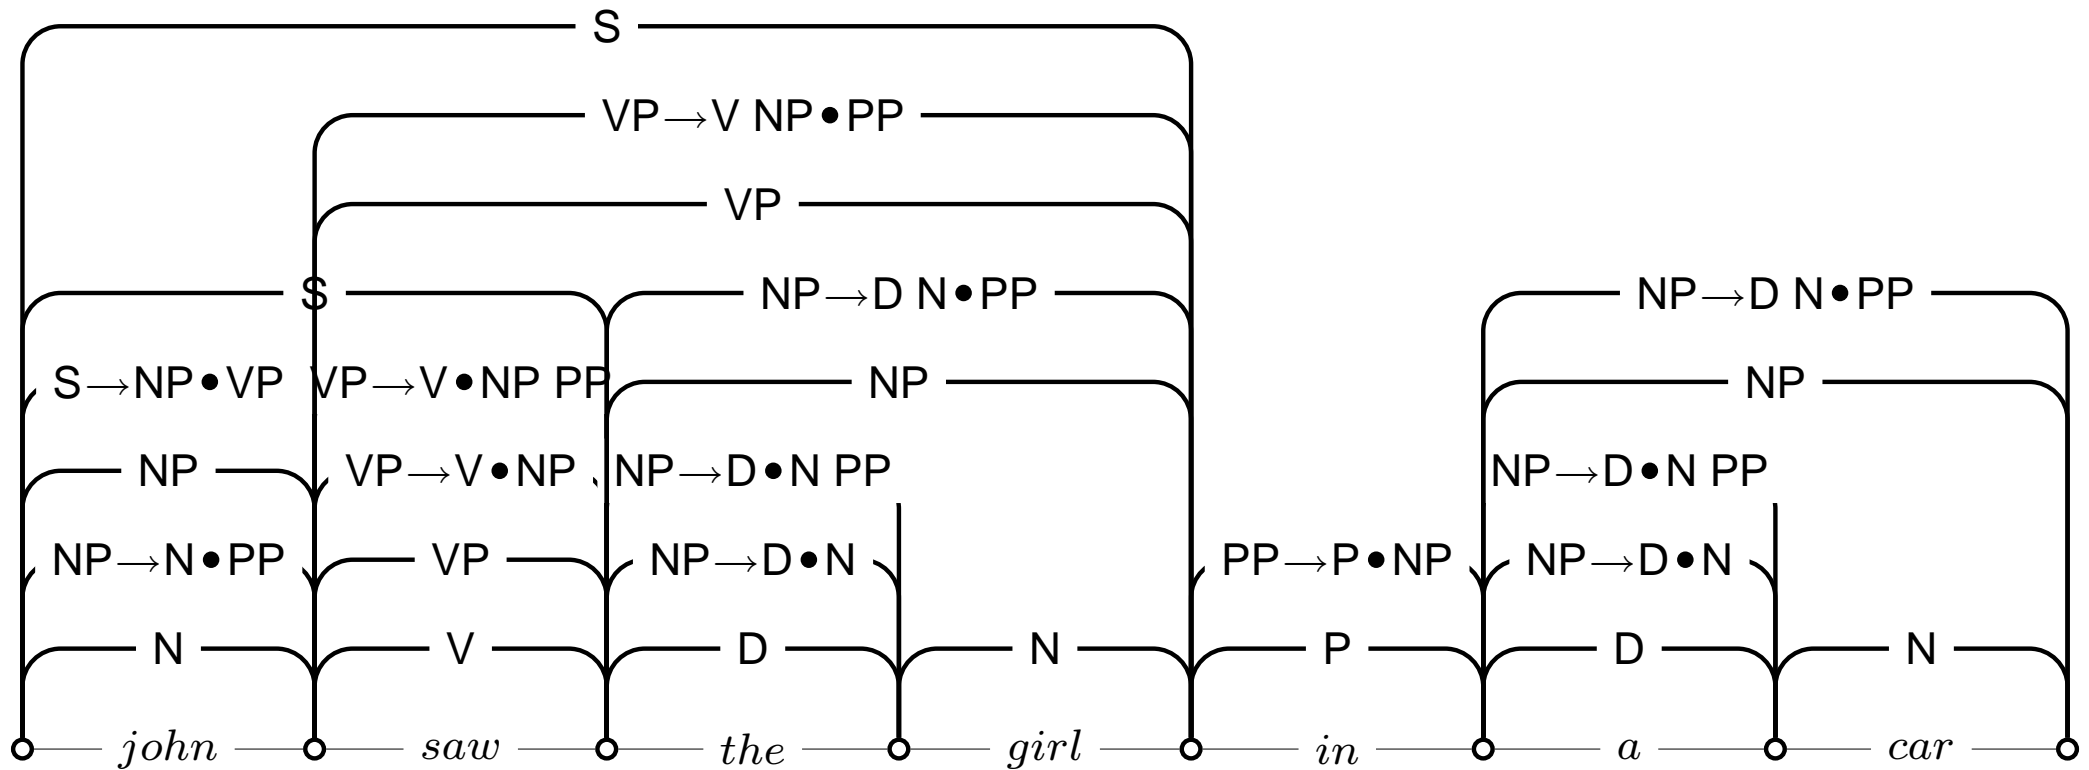 S
VP→V NP•PP
VP
S NP→D N•PP NP→D N•PP
S→NP•VP VP→V•NP PP NP NP
NP VP→V•NP NP→D•N PP NP→D•N PP
NP→N•PP VP NP→D•N PP→P•NP NP→D•N
N V D N P D N
john saw the girl in a car